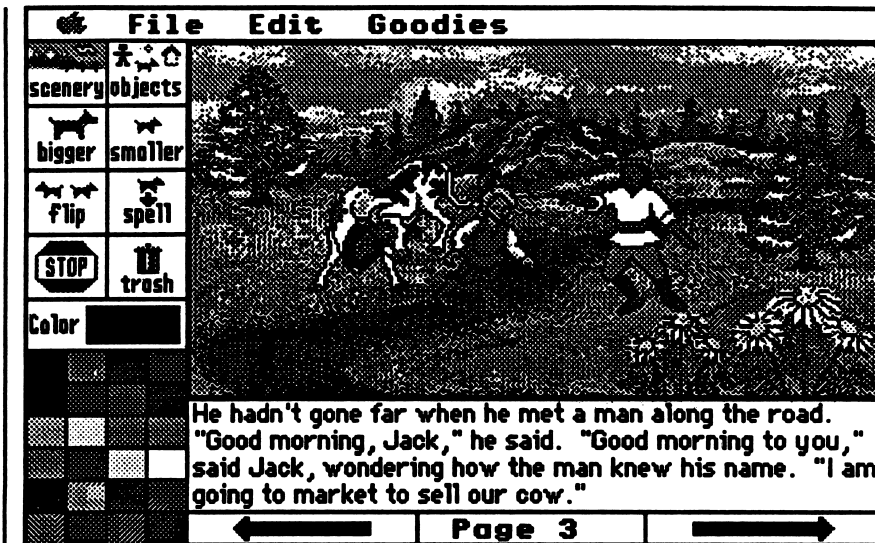 File Edit Goodies
scenery objects
bigger smaller
flip spell
STOP trash
Color
He hadn't gone far when he met a man along the road.
"Good morning, Jack," he said.  "Good morning to you,"
said Jack, wondering how the man knew his name.  "I am
going to market to sell our cow."
Page 3